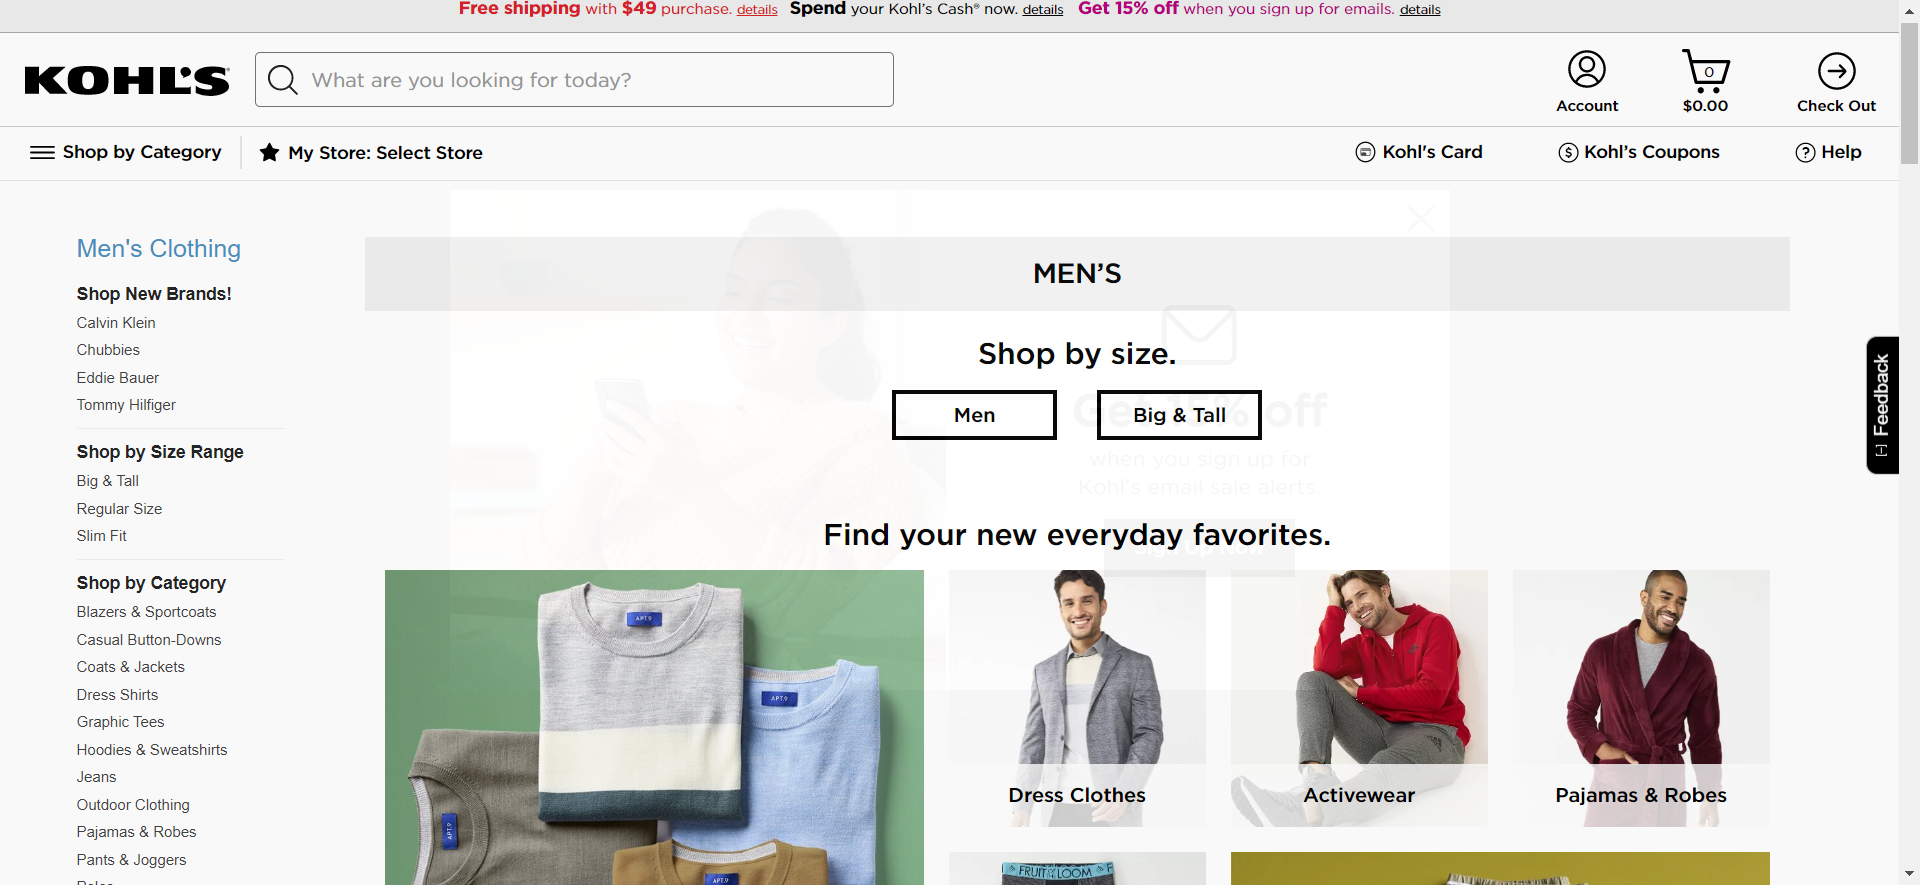 Free shipping with $49 purchase. details Spend your Kohl's Cash® now. details Get 15% off when you sign up for emails. details
KOHL'S
What are you looking for today?
Account
0
$0.00
Check Out
Shop by Category
My Store: Select Store
Kohl's Card
$
Kohl's Coupons
?
Help
Men's Clothing
Shop New Brands!
Calvin Klein
Chubbies
Eddie Bauer
Tommy Hilfiger
Shop by Size Range
Big & Tall
Regular Size
Slim Fit
Shop by Category
Blazers & Sportcoats
Casual Button-Downs
Coats & Jackets
Dress Shirts
Graphic Tees
Hoodies & Sweatshirts
Jeans
Outdoor Clothing
Pajamas & Robes
Pants & Joggers
MEN'S
Shop by size.
Men
Big & Tall
Get 15% off
when you sign up for
Kohl's email sale alerts.
Sign Up Now
Find your new everyday favorites.
APT.9
APT.9
APT.9
APT.9
Dress Clothes
Activewear
Pajamas & Robes
FRUIT OF THE LOOM
[-] Feedback